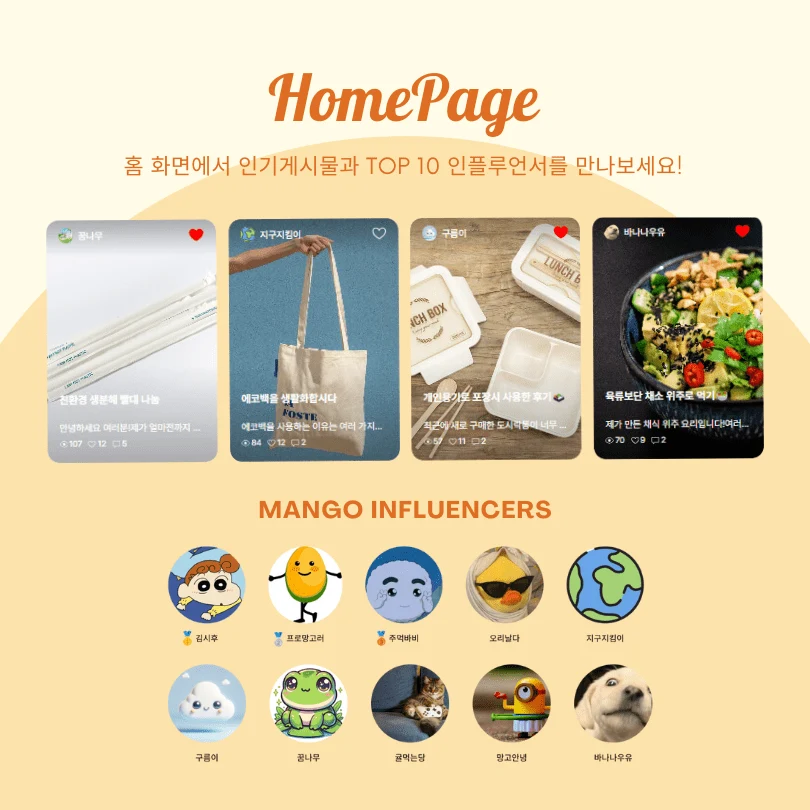 HomePage
홈 화면에서 인기게시물과 TOP 10 인플루언서를 만나보세요!
꿈나무
친환경 생분해 빨대 나눔
안녕하세요 여러분!제가 얼마전까지 ...
107 12 5
지구지킴이
에코백을 생활화합시다
에코백을 사용하는 이유는 여러 가지...
84 12 2
FOSTE
구름이
LUNCH BOX
LUNCH B
개인용기로 포장시 사용한 후기
최근에 새로 구매한 도시락통이 너무 ...
57 11 2
바나나우유
육류보단 채소 위주로 먹기
제가 만든 채식 위주 요리입니다!여러...
70 9 2
MANGO INFLUENCERS
김시후
프로망고러
주먹바비
오리날다
지구지킴이
구름이
꿈나무
귤먹는당
망고안녕
바나나우유